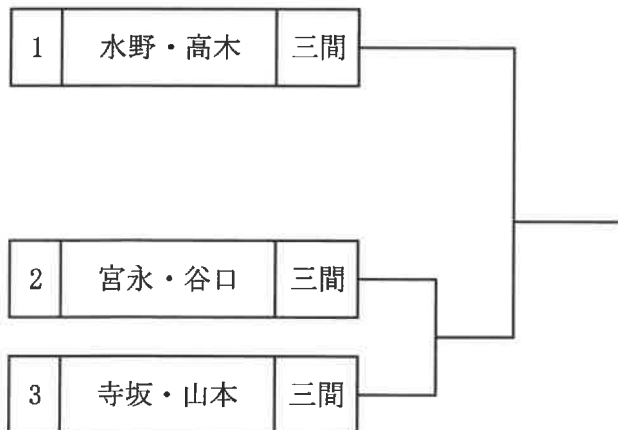 1 水野・高木 三間
2 宮永・谷口 三間
3 寺坂・山本 三間